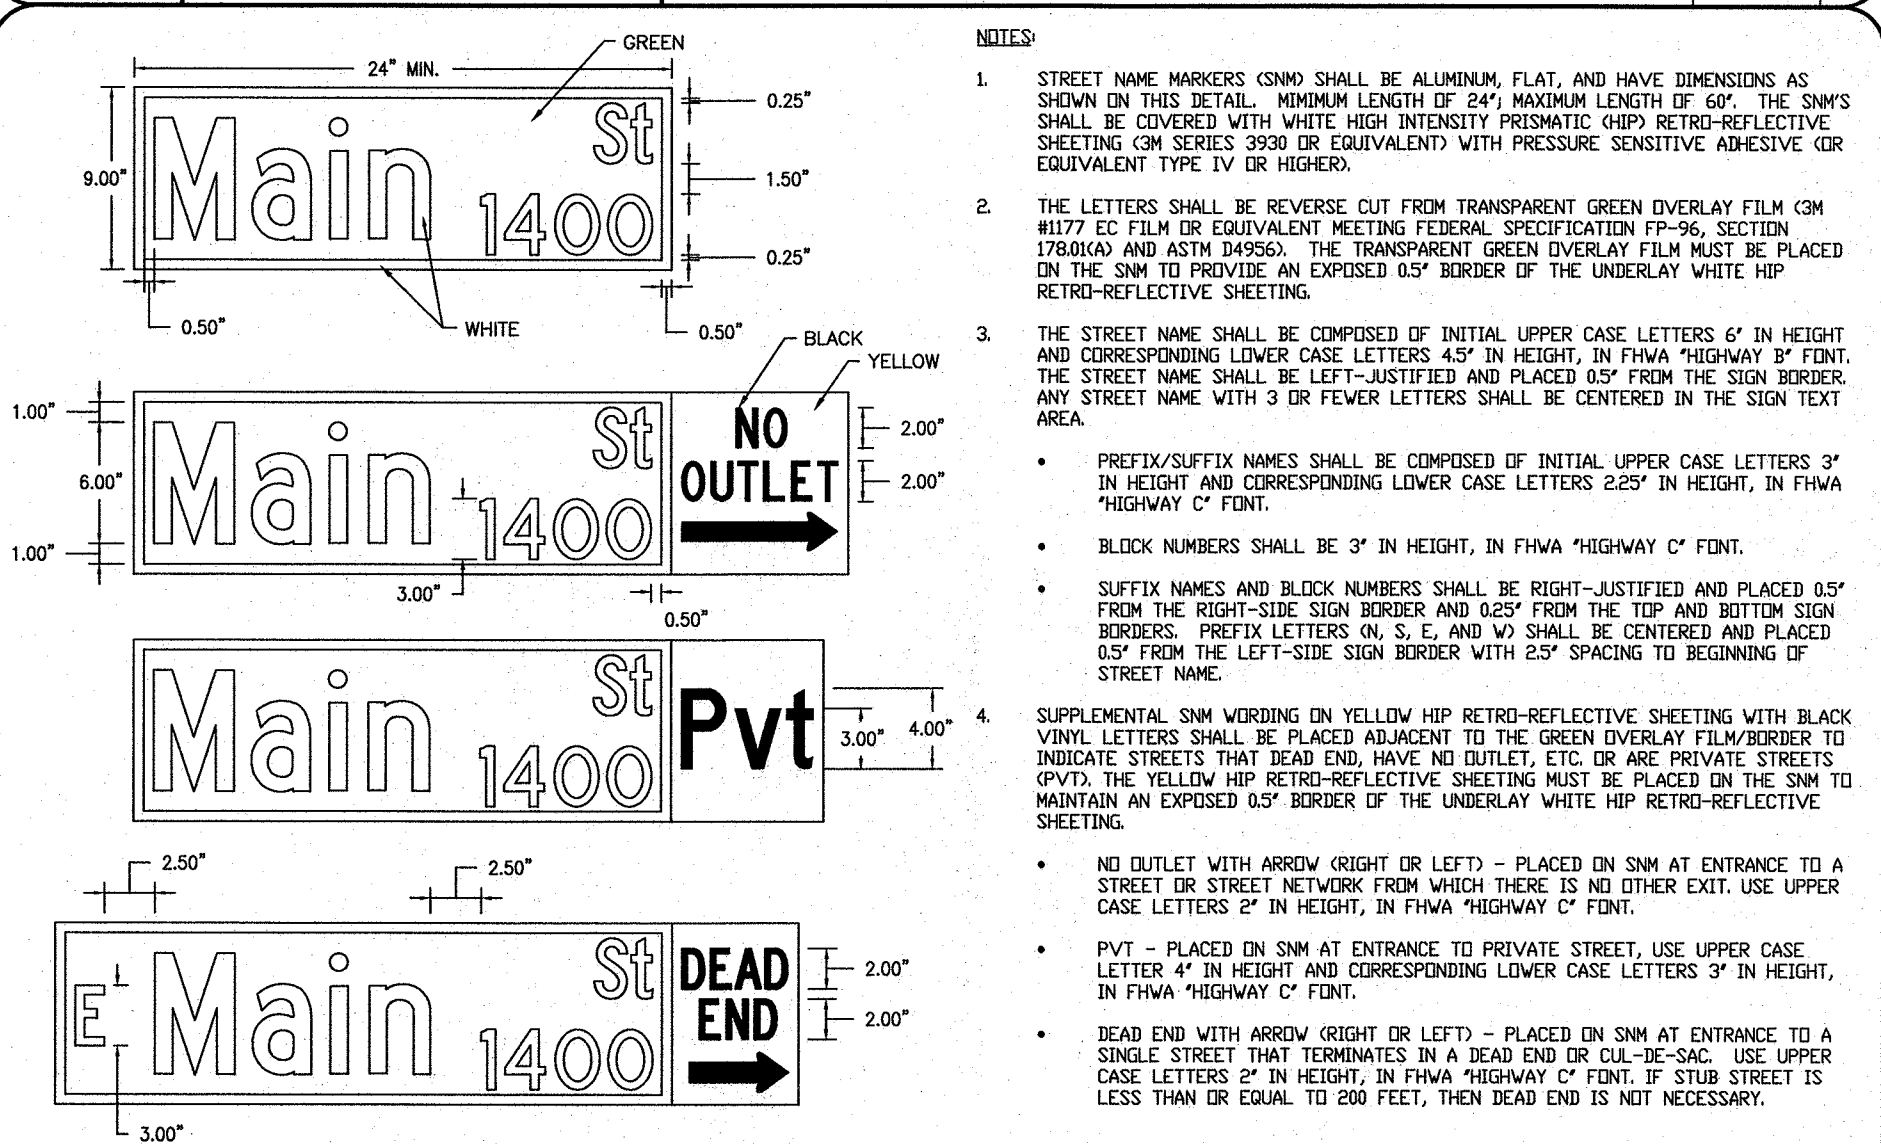 GREEN
24" MIN.
Main
St
1400
9.00"
0.25"
1.50"
0.25"
0.50"
WHITE
0.50"
BLACK
YELLOW
1.00"
6.00"
1.00"
Main
St
1400
3.00"
0.50"
NO
OUTLET
2.00"
2.00"
Main
St
1400
Pvt
3.00"
4.00"
2.50"
2.50"
E
Main
St
1400
3.00"
DEAD
END
2.00"
2.00"
NOTES:
1. STREET NAME MARKERS (SNM) SHALL BE ALUMINUM, FLAT, AND HAVE DIMENSIONS AS
SHOWN ON THIS DETAIL. MIMIMUM LENGTH OF 24"; MAXIMUM LENGTH OF 60". THE SNM'S
SHALL BE COVERED WITH WHITE HIGH INTENSITY PRISMATIC (HIP) RETRO-REFLECTIVE
SHEETING (3M SERIES 3930 OR EQUIVALENT) WITH PRESSURE SENSITIVE ADHESIVE (OR
EQUIVALENT TYPE IV OR HIGHER).
2. THE LETTERS SHALL BE REVERSE CUT FROM TRANSPARENT GREEN OVERLAY FILM (3M
#1177 EC FILM OR EQUIVALENT MEETING FEDERAL SPECIFICATION FP-96, SECTION
178.01(A) AND ASTM D4956). THE TRANSPARENT GREEN OVERLAY FILM MUST BE PLACED
ON THE SNM TO PROVIDE AN EXPOSED 0.5" BORDER OF THE UNDERLAY WHITE HIP
RETRO-REFLECTIVE SHEETING.
3. THE STREET NAME SHALL BE COMPOSED OF INITIAL UPPER CASE LETTERS 6" IN HEIGHT
AND CORRESPONDING LOWER CASE LETTERS 4.5" IN HEIGHT, IN FHWA "HIGHWAY B" FONT.
THE STREET NAME SHALL BE LEFT-JUSTIFIED AND PLACED 0.5" FROM THE SIGN BORDER.
ANY STREET NAME WITH 3 OR FEWER LETTERS SHALL BE CENTERED IN THE SIGN TEXT
AREA.
• PREFIX/SUFFIX NAMES SHALL BE COMPOSED OF INITIAL UPPER CASE LETTERS 3"
IN HEIGHT AND CORRESPONDING LOWER CASE LETTERS 2.25" IN HEIGHT, IN FHWA
"HIGHWAY C" FONT.
• BLOCK NUMBERS SHALL BE 3" IN HEIGHT, IN FHWA "HIGHWAY C" FONT.
• SUFFIX NAMES AND BLOCK NUMBERS SHALL BE RIGHT-JUSTIFIED AND PLACED 0.5"
FROM THE RIGHT-SIDE SIGN BORDER AND 0.25" FROM THE TOP AND BOTTOM SIGN
BORDERS. PREFIX LETTERS (N, S, E, AND W) SHALL BE CENTERED AND PLACED
0.5" FROM THE LEFT-SIDE SIGN BORDER WITH 2.5" SPACING TO BEGINNING OF
STREET NAME.
4. SUPPLEMENTAL SNM WORDING ON YELLOW HIP RETRO-REFLECTIVE SHEETING WITH BLACK
VINYL LETTERS SHALL BE PLACED ADJACENT TO THE GREEN OVERLAY FILM/BORDER TO
INDICATE STREETS THAT DEAD END, HAVE NO OUTLET, ETC. OR ARE PRIVATE STREETS
(PVT). THE YELLOW HIP RETRO-REFLECTIVE SHEETING MUST BE PLACED ON THE SNM TO
MAINTAIN AN EXPOSED 0.5" BORDER OF THE UNDERLAY WHITE HIP RETRO-REFLECTIVE
SHEETING.
• NO OUTLET WITH ARROW (RIGHT OR LEFT) - PLACED ON SNM AT ENTRANCE TO A
STREET OR STREET NETWORK FROM WHICH THERE IS NO OTHER EXIT. USE UPPER
CASE LETTERS 2" IN HEIGHT, IN FHWA "HIGHWAY C" FONT.
• PVT - PLACED ON SNM AT ENTRANCE TO PRIVATE STREET, USE UPPER CASE
LETTER 4" IN HEIGHT AND CORRESPONDING LOWER CASE LETTERS 3" IN HEIGHT,
IN FHWA "HIGHWAY C" FONT.
• DEAD END WITH ARROW (RIGHT OR LEFT) - PLACED ON SNM AT ENTRANCE TO A
SINGLE STREET THAT TERMINATES IN A DEAD END OR CUL-DE-SAC. USE UPPER
CASE LETTERS 2" IN HEIGHT, IN FHWA "HIGHWAY C" FONT. IF STUB STREET IS
LESS THAN OR EQUAL TO 200 FEET, THEN DEAD END IS NOT NECESSARY.